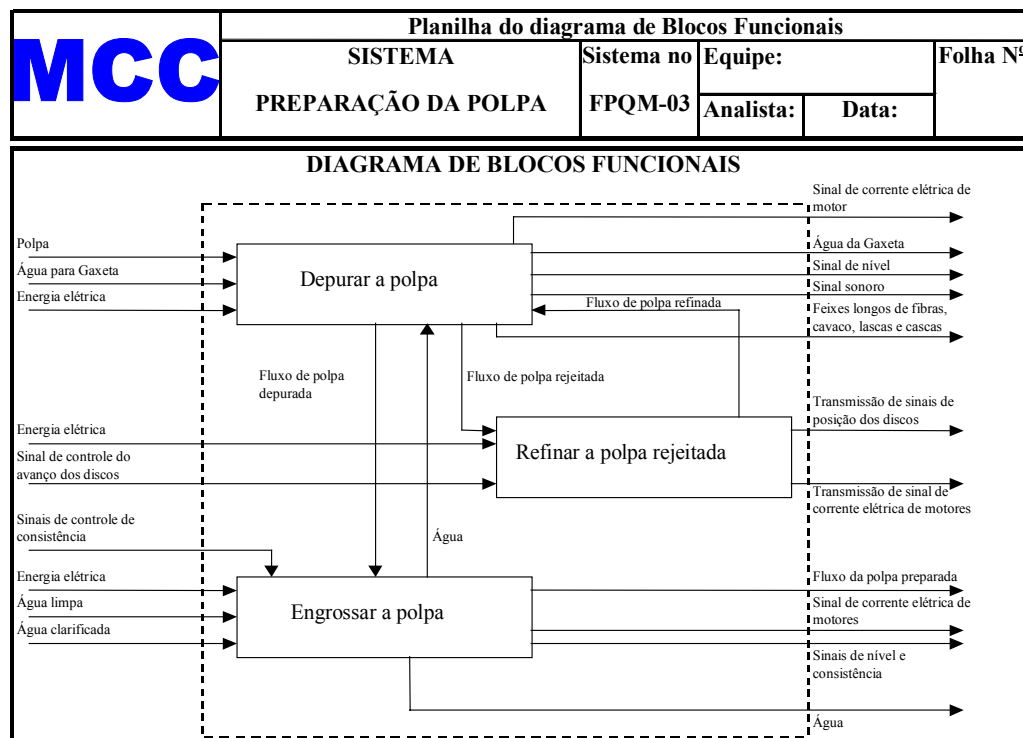 MCC
Planilha do diagrama de Blocos Funcionais
SISTEMA
PREPARAÇÃO DA POLPA
Sistema no
FPQM-03
Equipe:
Analista:
Data:
Folha Nº
DIAGRAMA DE BLOCOS FUNCIONAIS
Sinal de corrente elétrica de
motor
Polpa
Água para Gaxeta
Energia elétrica
Depurar a polpa
Água da Gaxeta
Sinal de nível
Sinal sonoro
Fluxo de polpa refinada
Feixes longos de fibras,
cavaco, lascas e cascas
Fluxo de polpa
depurada
Fluxo de polpa rejeitada
Energia elétrica
Sinal de controle do
avanço dos discos
Refinar a polpa rejeitada
Transmissão de sinais de
posição dos discos
Transmissão de sinal de
corrente elétrica de motores
Sinais de controle de
consistência
Água
Energia elétrica
Água limpa
Água clarificada
Engrossar a polpa
Fluxo da polpa preparada
Sinal de corrente elétrica de
motores
Sinais de nível e
consistência
Água